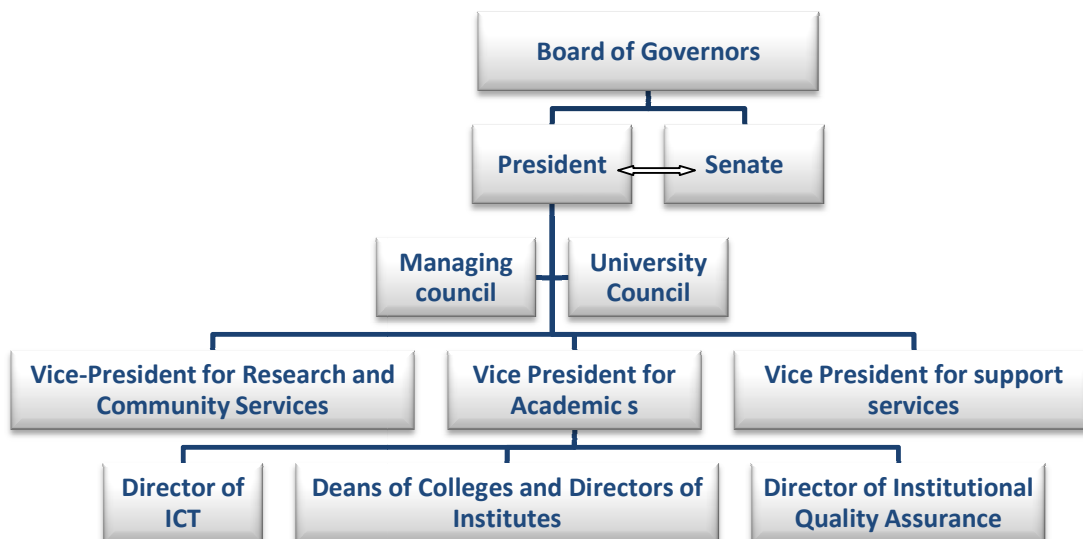 Board of Governors
President
Senate
Managing
council
University
Council
Vice-President for Research and
Community Services
Vice President for
Academic s
Vice President for support
services
Director of
ICT
Deans of Colleges and Directors of
Institutes
Director of Institutional
Quality Assurance